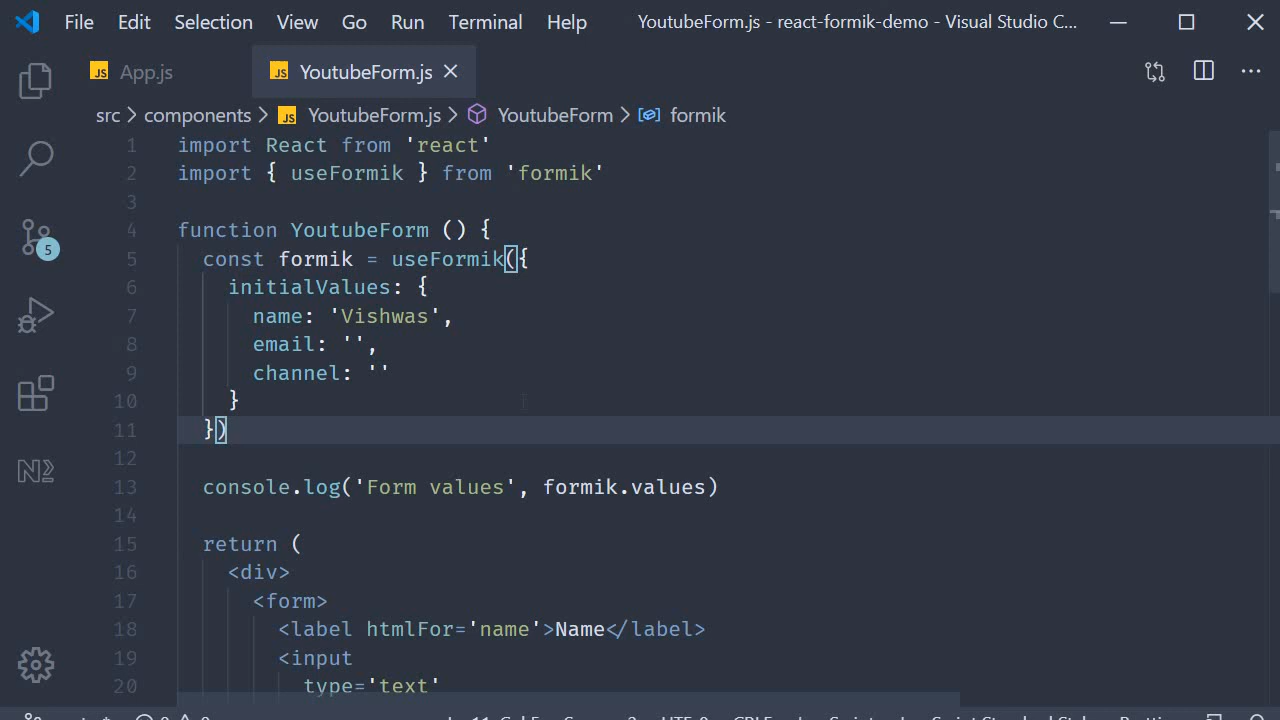 File Edit Selection View Go Run Terminal Help YoutubeForm.js - react-formik-demo - Visual Studio C...
JS App.js JS YoutubeForm.js
src > components > JS YoutubeForm.js > YoutubeForm > formik
1 import React from 'react'
2 import { useFormik } from 'formik'
3
4 function YoutubeForm () {
5 const formik = useFormik({
6 initialValues: {
7 name: 'Vishwas',
8 email: '',
9 channel: ''
10 }
11 })
12
13 console.log('Form values', formik.values)
14
15 return (
16 <div>
17 <form>
18 <label htmlFor='name'>Name</label>
19 <input
20 type='text'
5
N